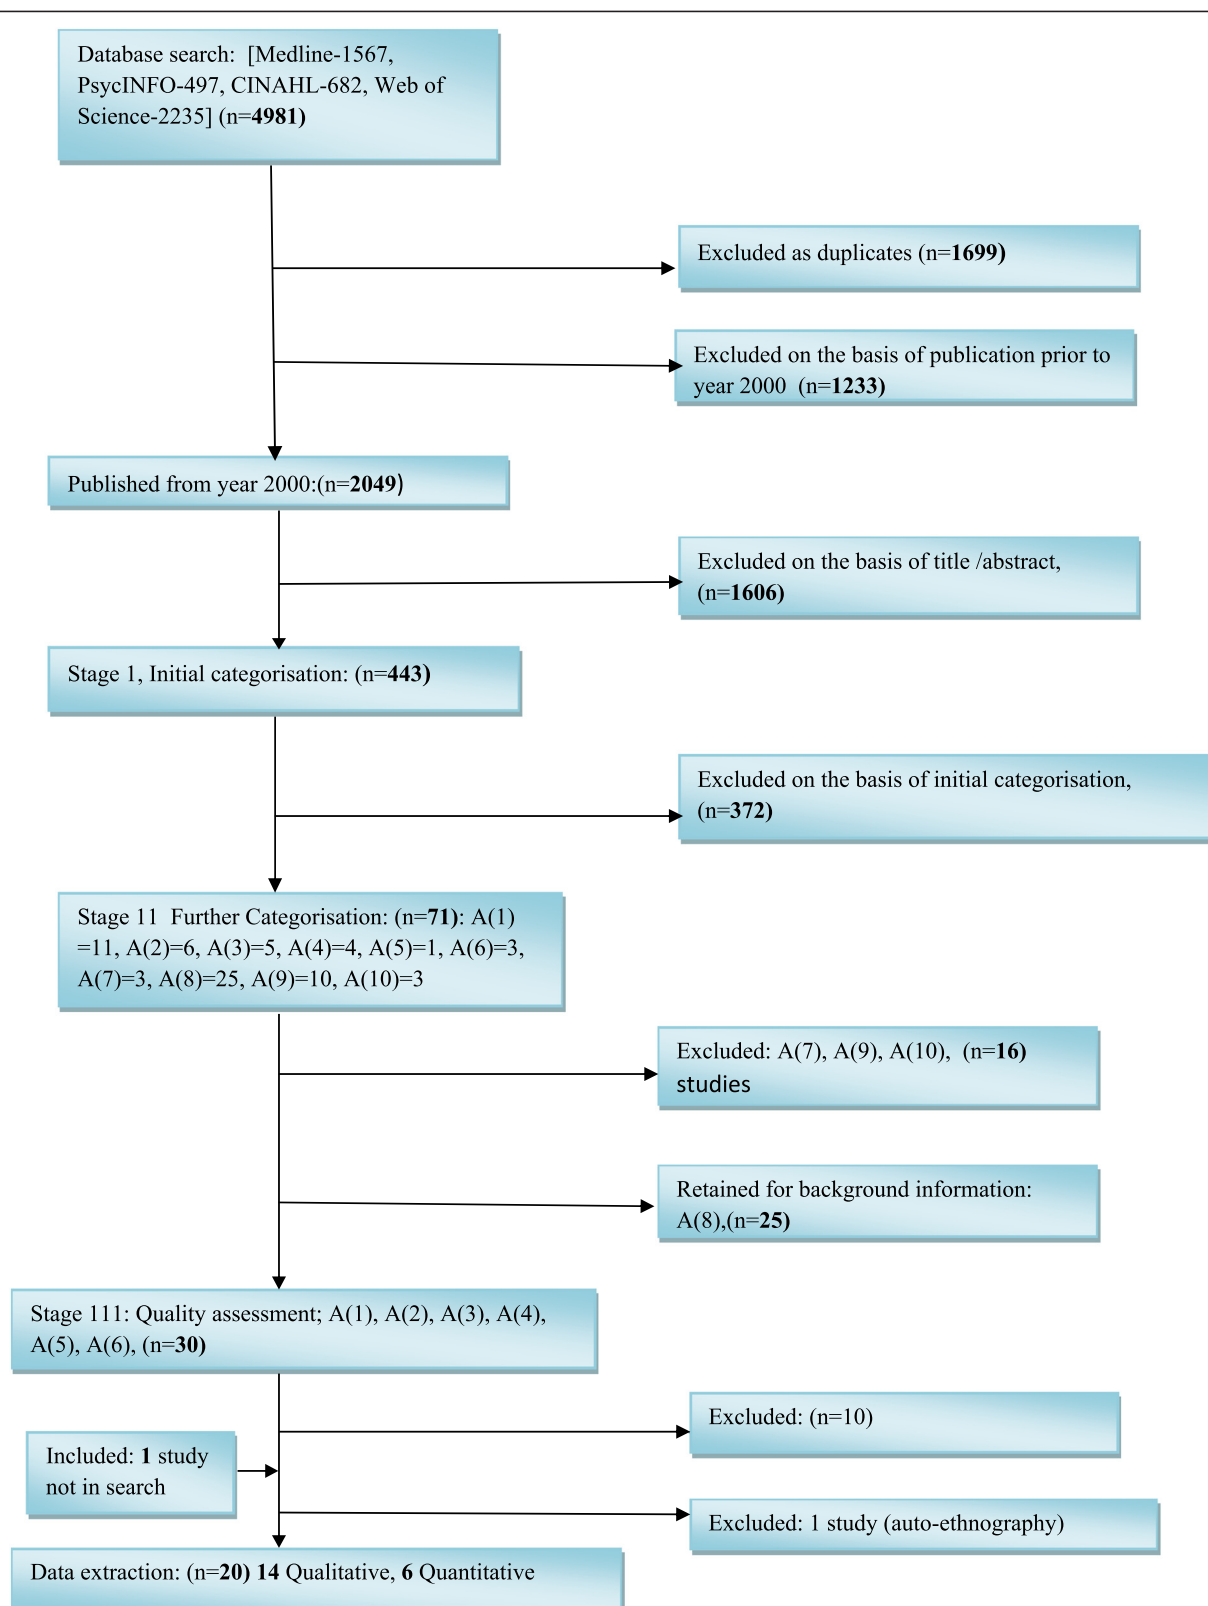 Database search:  [Medline-1567,
PsycINFO-497, CINAHL-682, Web of
Science-2235] (n=4981)
Excluded as duplicates (n=1699)
Excluded on the basis of publication prior to
year 2000  (n=1233)
Published from year 2000:(n=2049)
Excluded on the basis of title /abstract,
(n=1606)
Stage 1, Initial categorisation: (n=443)
Excluded on the basis of initial categorisation,
(n=372)
Stage 11  Further Categorisation: (n=71): A(1)
=11, A(2)=6, A(3)=5, A(4)=4, A(5)=1, A(6)=3,
A(7)=3, A(8)=25, A(9)=10, A(10)=3
Excluded: A(7), A(9), A(10),  (n=16)
studies
Retained for background information:
A(8),(n=25)
Stage 111: Quality assessment; A(1), A(2), A(3), A(4),
A(5), A(6), (n=30)
Excluded: (n=10)
Included: 1 study
not in search
Excluded: 1 study (auto-ethnography)
Data extraction: (n=20) 14 Qualitative, 6 Quantitative